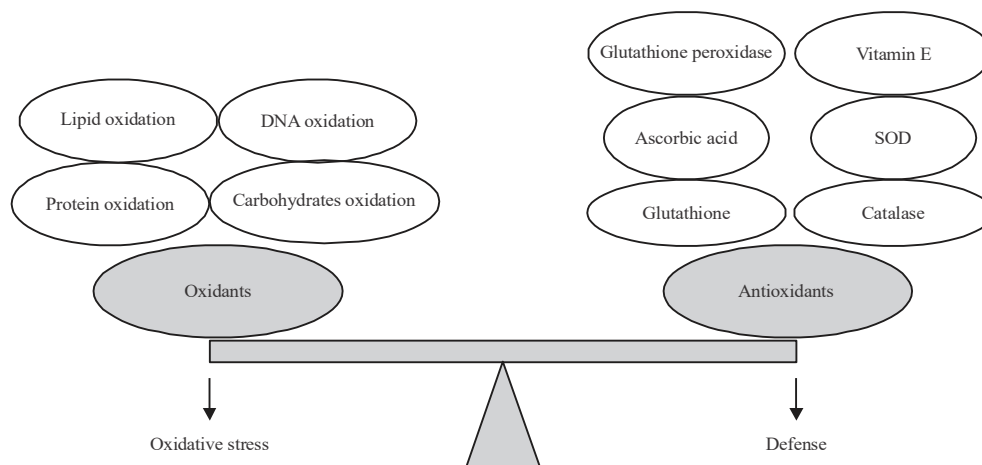 Glutathione peroxidase
Vitamin E
Lipid oxidation
DNA oxidation
Ascorbic acid
SOD
Protein oxidation
Carbohydrates oxidation
Glutathione
Catalase
Oxidants
Antioxidants
Oxidative stress
Defense